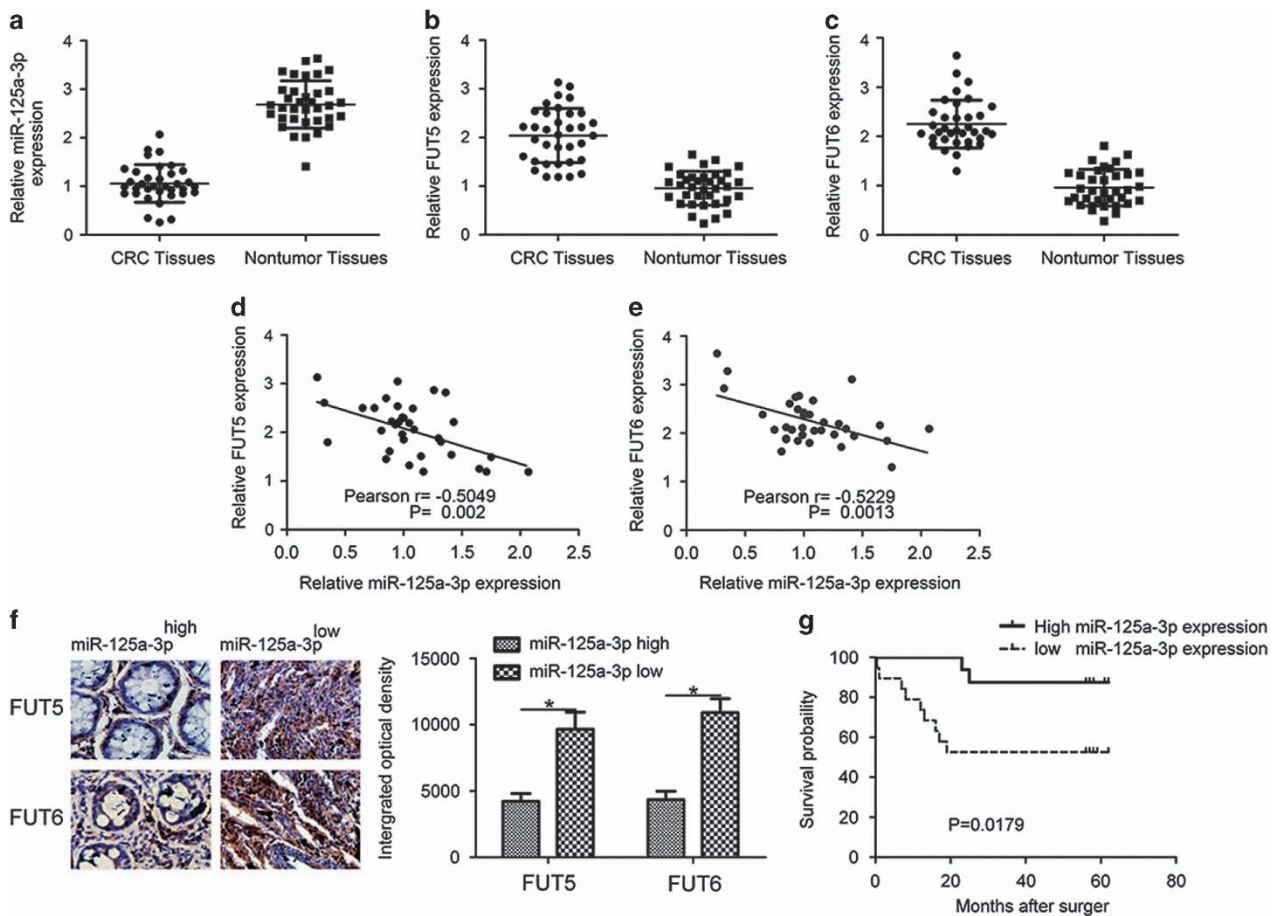 a
Relative miR-125a-3p
expression
4
3
2
1
0
CRC Tissues
Nontumor Tissues
b
Relative FUT5 expression
4
3
2
1
0
CRC Tissues
Nontumor Tissues
c
Relative FUT6 expression
4
3
2
1
0
CRC Tissues
Nontumor Tissues
d
Relative FUT5 expression
4
3
2
1
0
Pearson r= -0.5049
P= 0.002
0.0 0.5 1.0 1.5 2.0 2.5
Relative miR-125a-3p expression
e
Relative FUT6 expression
4
3
2
1
0
Pearson r= -0.5229
P= 0.0013
0.0 0.5 1.0 1.5 2.0 2.5
Relative miR-125a-3p expression
f
miR-125a-3p high
miR-125a-3p low
FUT5
FUT6
miR-125a-3p high
miR-125a-3p low
Intergrated optical density
15000
10000
5000
0
*
*
FUT5
FUT6
g
High miR-125a-3p expression
low miR-125a-3p expression
Survival probaility
100
80
60
40
20
0
P=0.0179
0 20 40 60 80
Months after surger